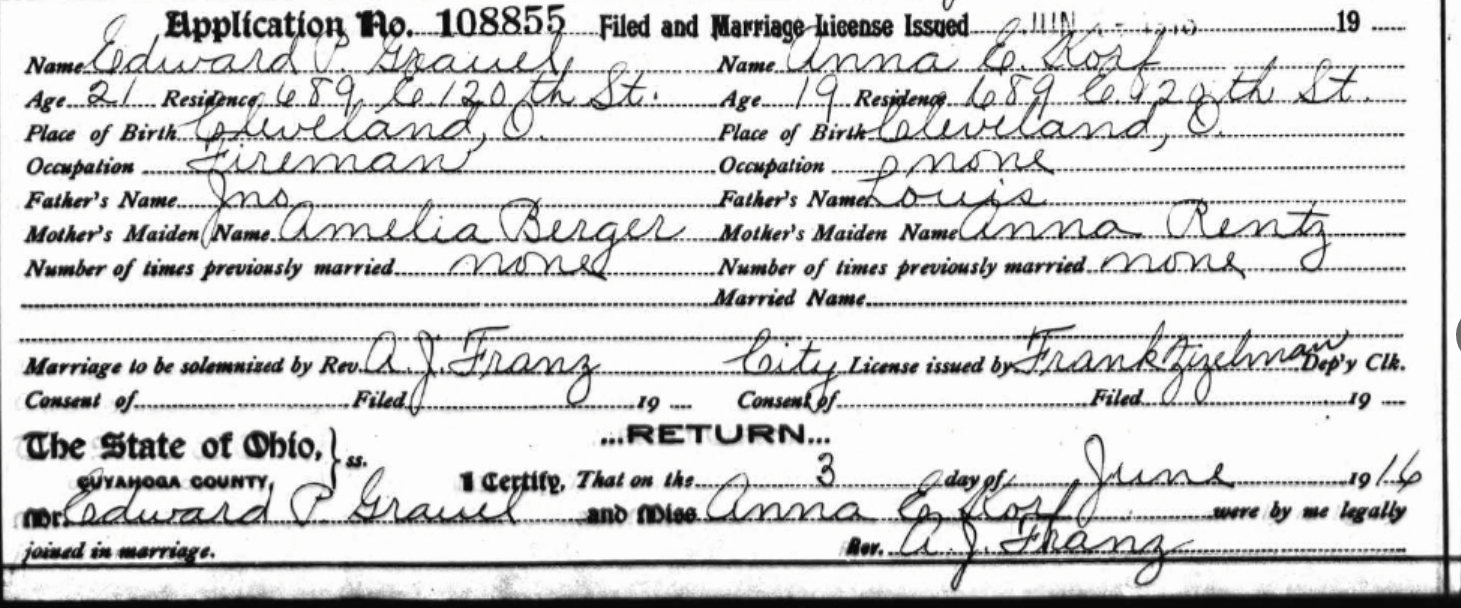 Application No. 108855 Filed and Marriage License Issued JUN 19
Name Edward P. Grauel Name Anna E. Korf
Age 21 Residence 689 E. 120th St. Age 19 Residence 689 E. 120th St.
Place of Birth Cleveland, O. Place of Birth Cleveland, O.
Occupation Fireman Occupation none
Father's Name Jno. Father's Name Louis
Mother's Maiden Name Amelia Berger Mother's Maiden Name Anna Rentz
Number of times previously married none Number of times previously married none
Married Name
Marriage to be solemnized by Rev. A. J. Franz City License issued by Frank Zizelman Dep'y Clk.
Consent of Filed 19 Consent of Filed 19
The State of Ohio, } ss. ...RETURN...
CUYAHOGA COUNTY, I Certify, That on the 3 day of June 1916
Mr. Edward P Grauel and Miss Anna E. Korf were by me legally
joined in marriage. Rev. A. J. Franz